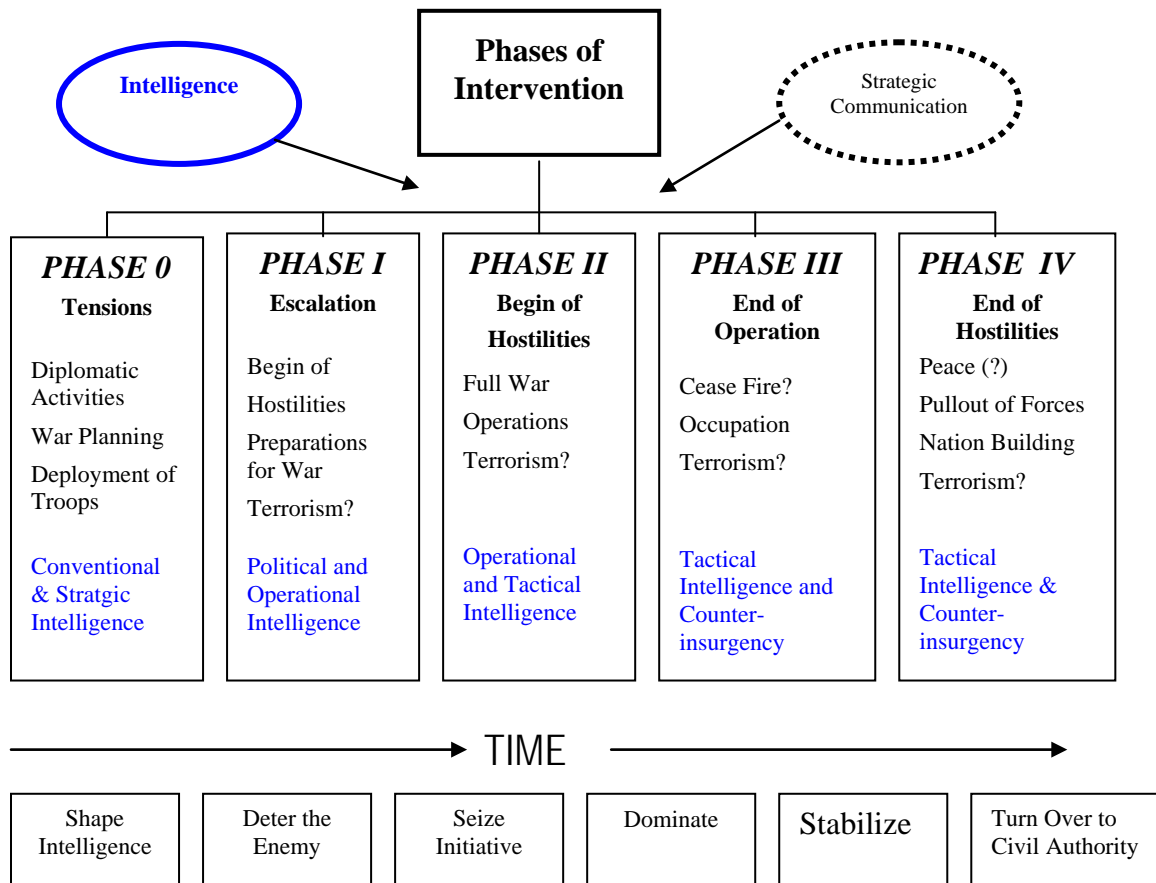 Phases of
Intervention
Intelligence
Strategic
Communication
PHASE 0
Tensions
Diplomatic
Activities
War Planning
Deployment of
Troops
Conventional
& Stratgic
Intelligence
PHASE I
Escalation
Begin of
Hostilities
Preparations
for War
Terrorism?
Political and
Operational
Intelligence
PHASE II
Begin of
Hostilities
Full War
Operations
Terrorism?
Operational
and Tactical
Intelligence
PHASE III
End of
Operation
Cease Fire?
Occupation
Terrorism?
Tactical
Intelligence and
Counter-
insurgency
PHASE IV
End of
Hostilities
Peace (?)
Pullout of Forces
Nation Building
Terrorism?
Tactical
Intelligence &
Counter-
insurgency
TIME
Shape
Intelligence
Deter the
Enemy
Seize
Initiative
Dominate
Stabilize
Turn Over to
Civil Authority